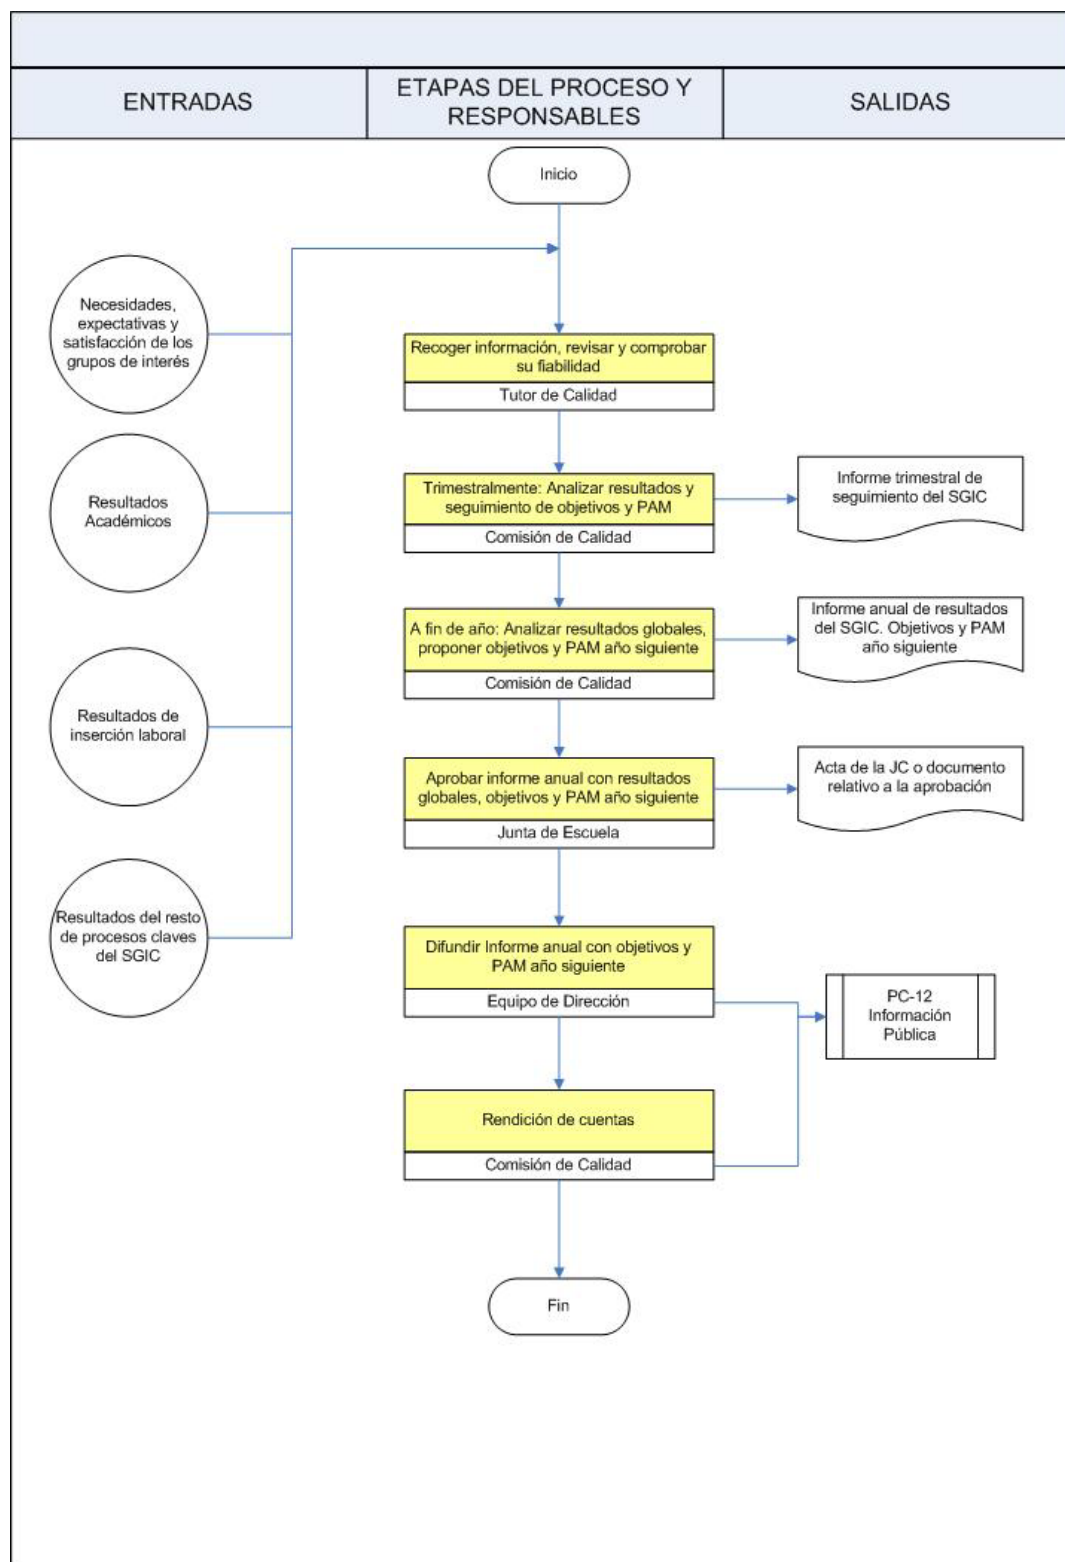 ENTRADAS
ETAPAS DEL PROCESO Y
RESPONSABLES
SALIDAS
Inicio
Necesidades,
expectativas y
satisfacción de los
grupos de interés
Resultados
Académicos
Resultados de
inserción laboral
Resultados del resto
de procesos claves
del SGIC
Recoger información, revisar y comprobar
su fiabilidad
Tutor de Calidad
Trimestralmente: Analizar resultados y
seguimiento de objetivos y PAM
Comisión de Calidad
A fin de año: Analizar resultados globales,
proponer objetivos y PAM año siguiente
Comisión de Calidad
Aprobar informe anual con resultados
globales, objetivos y PAM año siguiente
Junta de Escuela
Difundir Informe anual con objetivos y
PAM año siguiente
Equipo de Dirección
Rendición de cuentas
Comisión de Calidad
Fin
Informe trimestral de
seguimiento del SGIC
Informe anual de resultados
del SGIC. Objetivos y PAM
año siguiente
Acta de la JC o documento
relativo a la aprobación
PC-12
Información
Pública